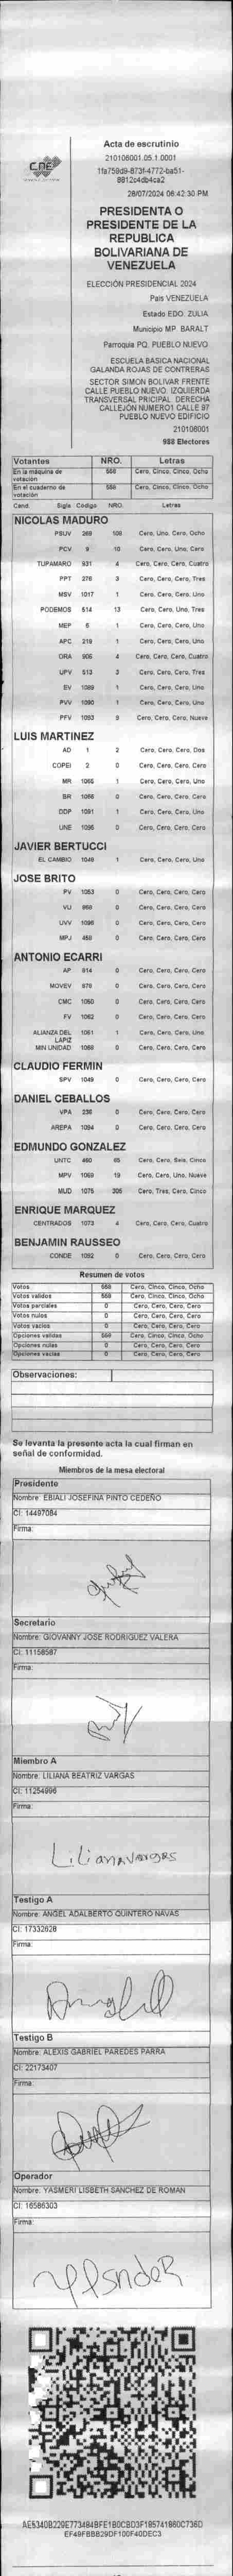 CNE
Acta de escrutinio
210106001.05.1.0001
28/07/2024 08:42:30 PM
PRESIDENTA O
PRESIDENTE DE LA
REPUBLICA
BOLIVARIANA DE
VENEZUELA
ELECCIÓN PRESIDENCIAL 2024
Pais VENEZUELA
Estado EDO. ZULIA
Municipio MP. BARALT
Parroquia PQ. PUEBLO NUEVO
ESCUELA BASICA NACIONAL
GALANDA ROJAS DE CONTRERAS
SECTOR SIMON BOLIVAR FRENTE
CALLE PUEBLO NUEVO. IZQUIERDA
TRANSVERSAL PRICIPAL. DERECHA
CALLEJÓN NUMERO1 CALLE 97
PUEBLO NUEVO EDIFICIO
210106001
988 Electores
Votantes NRO. Letras
En la máquina de votación 558 Cero, Cinco, Cinco, Ocho
En el cuaderno de votación 558 Cero, Cinco, Cinco, Ocho
Cand. Sigla Código NRO. Letras
NICOLAS MADURO
PSUV 269 108 Cero, Uno, Cero, Ocho
PCV 9 10 Cero, Cero, Uno, Cero
TUPAMARO 931 4 Cero, Cero, Cero, Cuatro
PPT 276 3 Cero, Cero, Cero, Tres
MSV 1017 1 Cero, Cero, Cero, Uno
PODEMOS 514 13 Cero, Cero, Uno, Tres
MEP 6 1 Cero, Cero, Cero, Uno
APC 219 1 Cero, Cero, Cero, Uno
ORA 906 4 Cero, Cero, Cero, Cuatro
UPV 513 3 Cero, Cero, Cero, Tres
EV 1089 1 Cero, Cero, Cero, Uno
PVV 1090 1 Cero, Cero, Cero, Uno
PFV 1093 9 Cero, Cero, Cero, Nueve
LUIS MARTINEZ
AD 1 2 Cero, Cero, Cero, Dos
COPEI 2 0 Cero, Cero, Cero, Cero
MR 1065 1 Cero, Cero, Cero, Uno
BR 1066 0 Cero, Cero, Cero, Cero
DDP 1091 1 Cero, Cero, Cero, Uno
UNE 1096 0 Cero, Cero, Cero, Cero
JAVIER BERTUCCI
EL CAMBIO 1048 1 Cero, Cero, Cero, Uno
JOSE BRITO
PV 1053 0 Cero, Cero, Cero, Cero
VU 0 Cero, Cero, Cero, Cero
UVV 1098 0 Cero, Cero, Cero, Cero
MPJ 458 0 Cero, Cero, Cero, Cero
ANTONIO ECARRI
AP 914 0 Cero, Cero, Cero, Cero
MOVEV 979 0 Cero, Cero, Cero, Cero
CMC 1050 0 Cero, Cero, Cero, Cero
FV 1062 0 Cero, Cero, Cero, Cero
ALIANZA DEL LAPIZ 1061 1 Cero, Cero, Cero, Uno
MIN UNIDAD 1069 0 Cero, Cero, Cero, Cero
CLAUDIO FERMIN
SPV 1049 0 Cero, Cero, Cero, Cero
DANIEL CEBALLOS
VPA 238 0 Cero, Cero, Cero, Cero
AREPA 1094 0 Cero, Cero, Cero, Cero
EDMUNDO GONZALEZ
UNTC 460 65 Cero, Cero, Seis, Cinco
MPV 1069 19 Cero, Cero, Uno, Nueve
MUD 1075 305 Cero, Tres, Cero, Cinco
ENRIQUE MARQUEZ
CENTRADOS 1073 4 Cero, Cero, Cero, Cuatro
BENJAMIN RAUSSEO
CONDE 1092 0 Cero, Cero, Cero, Cero
Resumen de votos
Votos 558 Cero, Cinco, Cinco, Ocho
Votos validos 558 Cero, Cinco, Cinco, Ocho
Votos parciales 0 Cero, Cero, Cero, Cero
Votos nulos 0 Cero, Cero, Cero, Cero
Votos vacios 0 Cero, Cero, Cero, Cero
Opciones validas 558 Cero, Cinco, Cinco, Ocho
Opciones nulas 0 Cero, Cero, Cero, Cero
Opciones vacias 0 Cero, Cero, Cero, Cero
Observaciones:
Se levanta la presente acta la cual firman en
señal de conformidad.
Miembros de la mesa electoral
Presidente
Nombre: EBIALI JOSEFINA PINTO CEDEÑO
CI: 14497084
Firma:
Secretario
Nombre: GIOVANNY JOSE RODRIGUEZ VALERA
CI: 11156587
Firma:
Miembro A
Nombre: LILIANA BEATRIZ VARGAS
CI: 11254996
Firma:
Liliana Vargas
Testigo A
Nombre: ANGEL ADALBERTO QUINTERO NAVAS
CI: 17332628
Firma:
Testigo B
Nombre: ALEXIS GABRIEL PAREDES PARRA
CI: 22173407
Firma:
Operador
Nombre: YASMERI LISBETH SANCHEZ DE ROMAN
CI: 16586303
Firma: